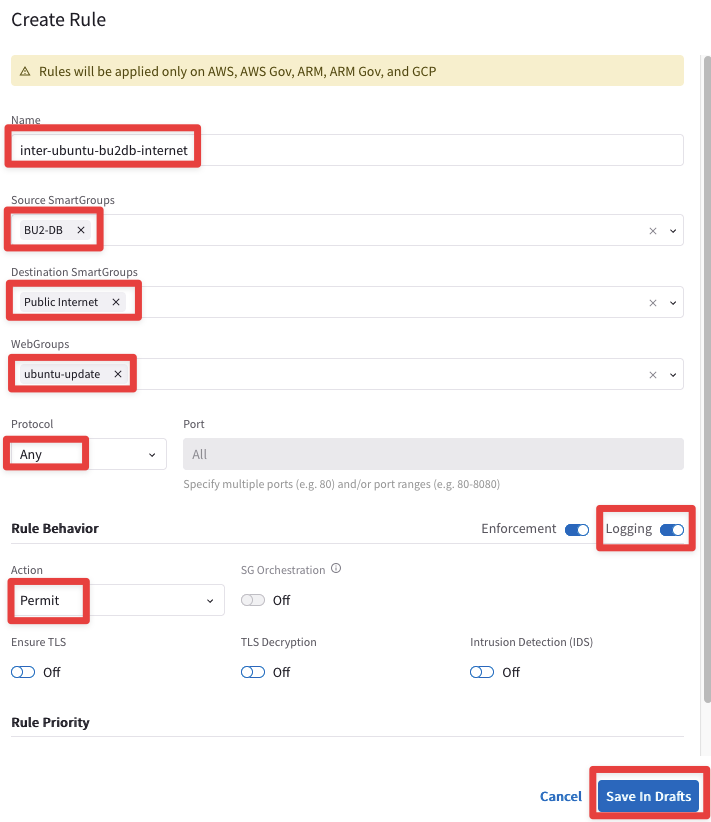 Create Rule
Rules will be applied only on AWS, AWS Gov, ARM, ARM Gov, and GCP
Name
inter-ubuntu-bu2db-internet
Source SmartGroups
BU2-DB
Destination SmartGroups
Public Internet
WebGroups
ubuntu-update
Protocol Port
Any All
Specify multiple ports (e.g. 80) and/or port ranges (e.g. 80-8080)
Rule Behavior Enforcement Logging
Action SG Orchestration
Permit Off
Ensure TLS TLS Decryption Intrusion Detection (IDS)
Off Off Off
Rule Priority
Cancel Save In Drafts